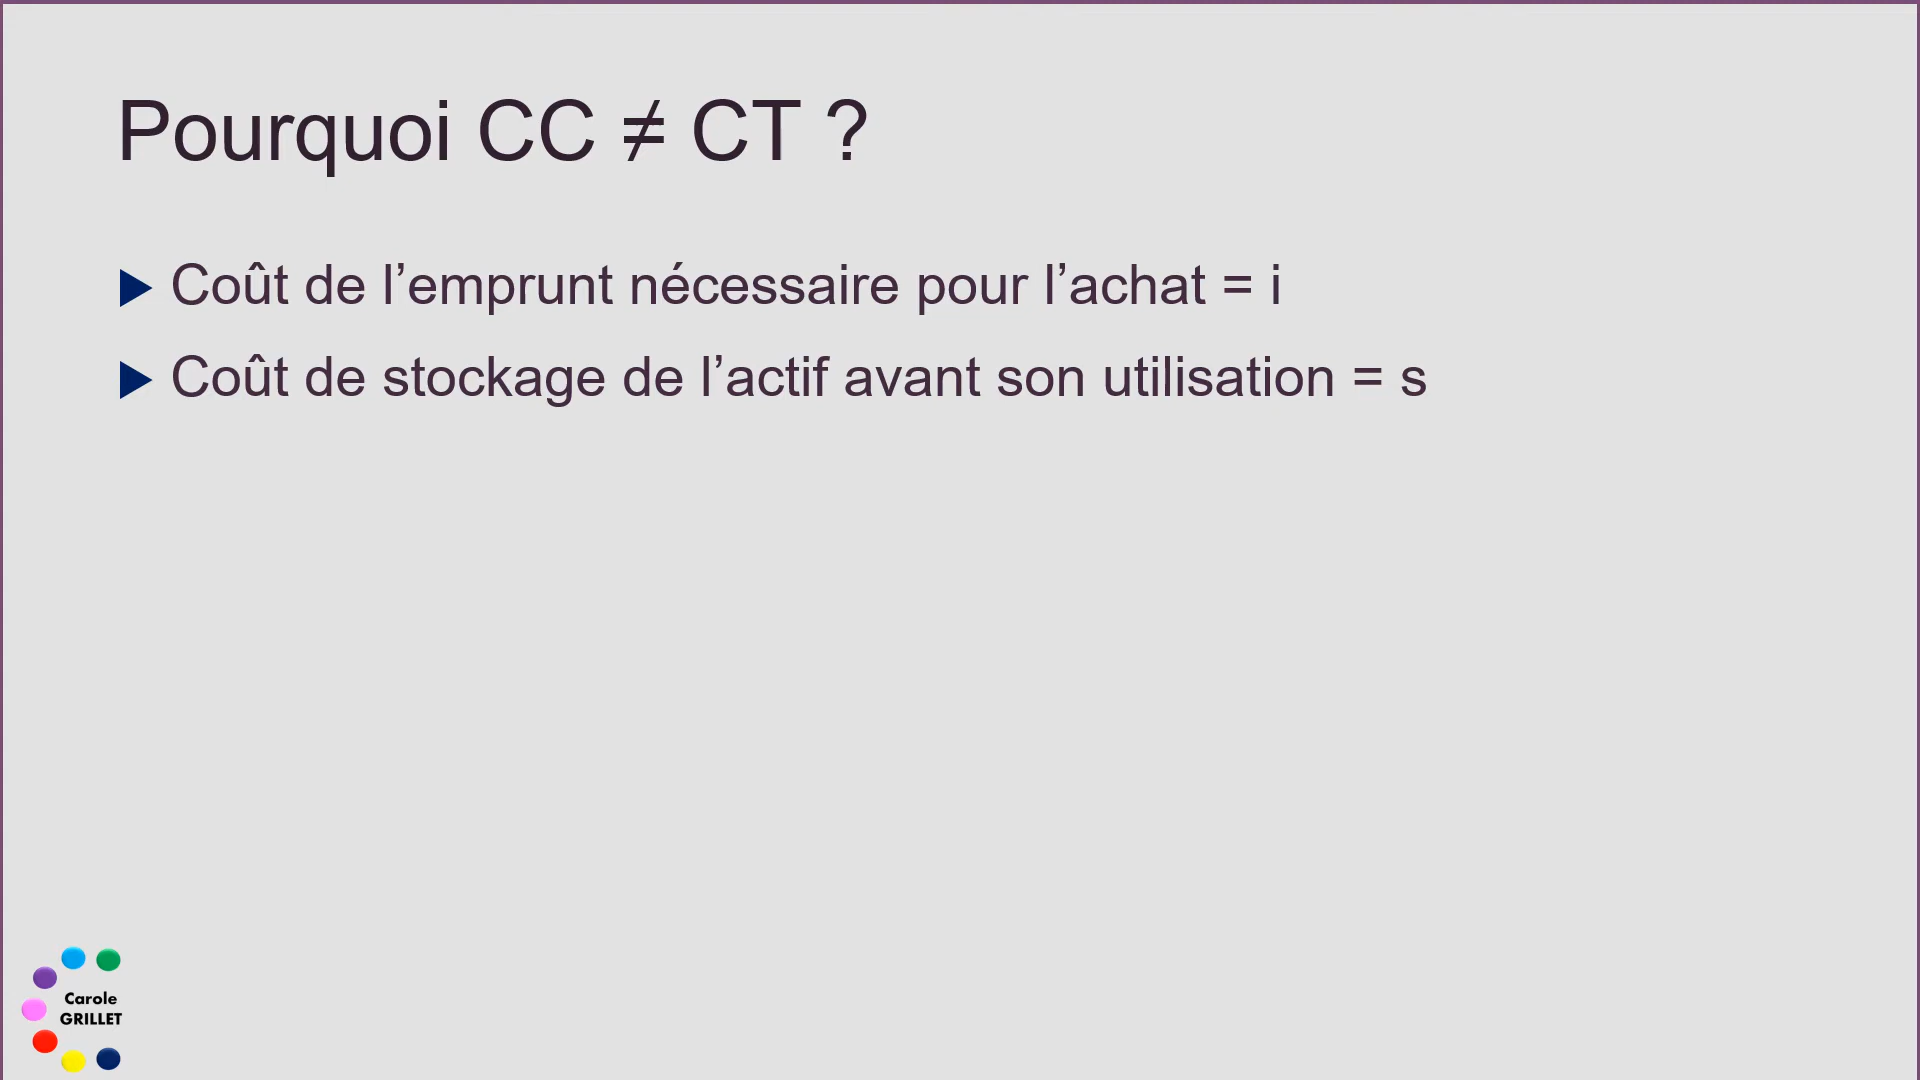 Pourquoi CC ≠ CT ?
Coût de l’emprunt nécessaire pour l’achat = i
Coût de stockage de l’actif avant son utilisation = s
Carole
GRILLET